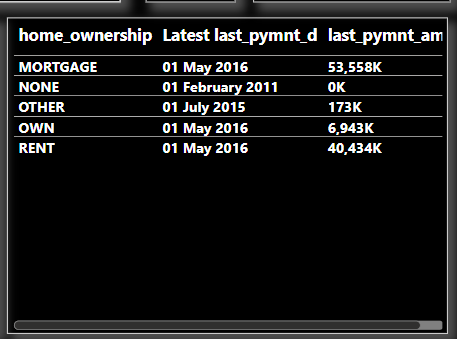 home_ownership Latest last_pymnt_d last_pymnt_am
MORTGAGE 01 May 2016 53,558K
NONE 01 February 2011 0K
OTHER 01 July 2015 173K
OWN 01 May 2016 6,943K
RENT 01 May 2016 40,434K